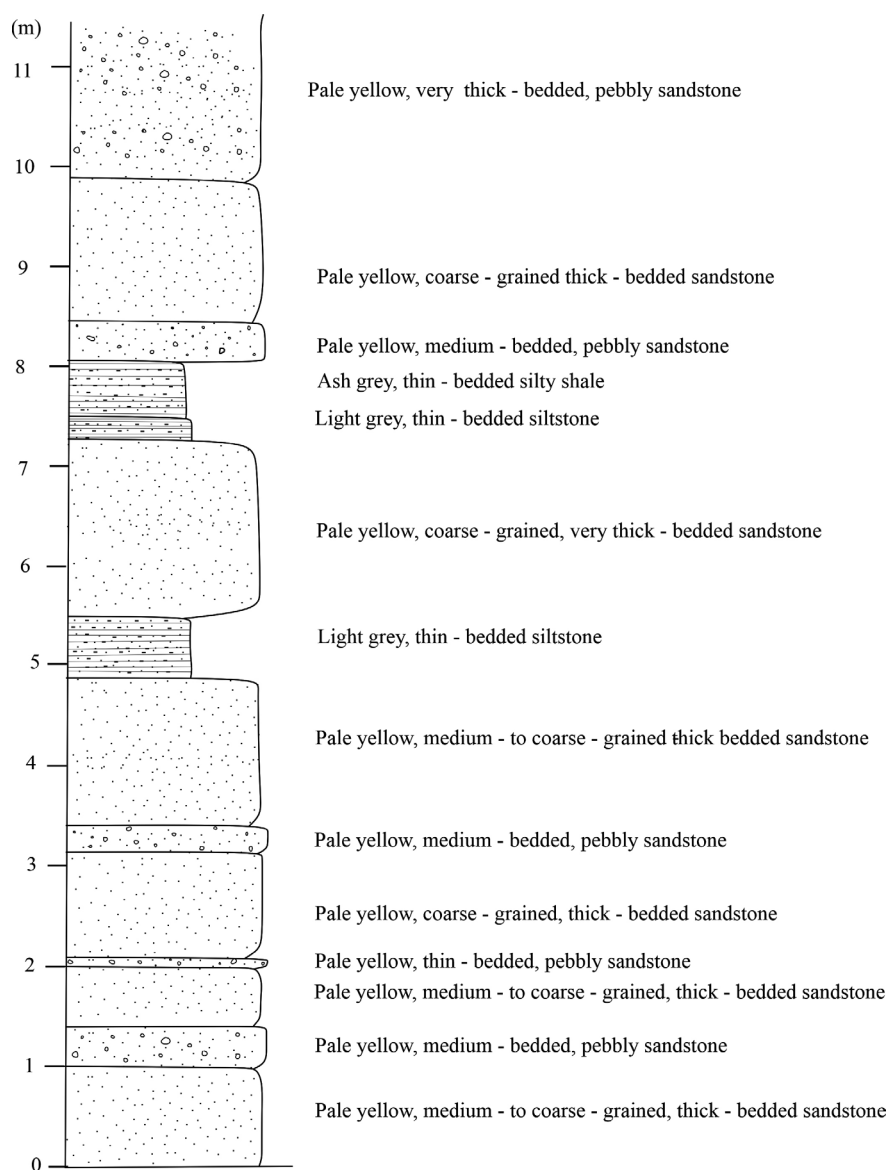 (m)
11
Pale yellow, very thick - bedded, pebbly sandstone
10
9
Pale yellow, coarse - grained thick - bedded sandstone
Pale yellow, medium - bedded, pebbly sandstone
8
Ash grey, thin - bedded silty shale
Light grey, thin - bedded siltstone
7
Pale yellow, coarse - grained, very thick - bedded sandstone
6
Light grey, thin - bedded siltstone
5
Pale yellow, medium - to coarse - grained thick bedded sandstone
4
Pale yellow, medium - bedded, pebbly sandstone
3
Pale yellow, coarse - grained, thick - bedded sandstone
Pale yellow, thin - bedded, pebbly sandstone
2
Pale yellow, medium - to coarse - grained, thick - bedded sandstone
Pale yellow, medium - bedded, pebbly sandstone
1
Pale yellow, medium - to coarse - grained, thick - bedded sandstone
0